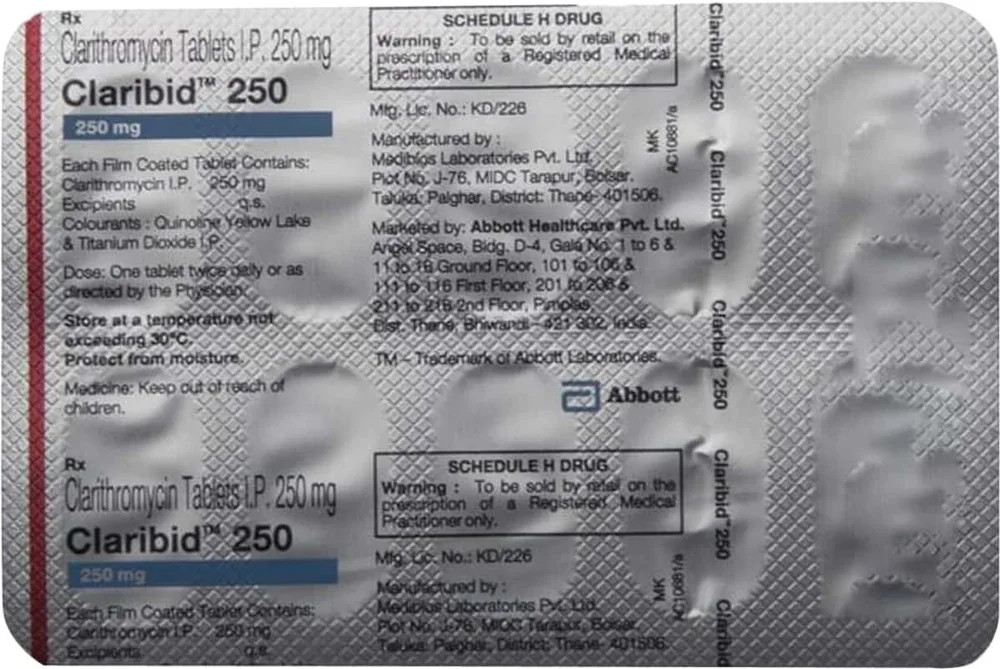 Rx
Clarithromycin Tablets I.P. 250 mg
Claribid™ 250
250 mg
Each Film Coated Tablet Contains:
Clarithromycin I.P. 250 mg
Excipients q.s.
Colourants : Quinoline Yellow Lake
& Titanium Dioxide I.P.
Dose: One tablet twice daily or as
directed by the Physician.
Store at a temperature not
exceeding 30°C.
Protect from moisture.
Medicine: Keep out of reach of
children.
SCHEDULE H DRUG
Warning : To be sold by retail on the
prescription of a Registered Medical
Practitioner only.
Mfg. Lic. No.: KD/226
Manufactured by :
Medibios Laboratories Pvt. Ltd.
Plot No. J-76, MIDC Tarapur, Boisar.
Taluka: Palghar, District: Thane- 401506.
Marketed by: Abbott Healthcare Pvt. Ltd.
Angel Space, Bldg. D-4, Gala No. 1 to 6 &
11 to 16 Ground Floor, 101 to 106 &
111 to 116 First Floor, 201 to 206 &
211 to 216 2nd Floor, Pimplas,
Dist. Thane, Bhiwandi - 421 302, India.
TM - Trademark of Abbott Laboratories.
Abbott
MK
AC10681/a
Claribid™250
Claribid™250
Claribid™250
Claribid™250
Claribid
Rx
Clarithromycin Tablets I.P. 250 mg
Claribid™ 250
250 mg
Each Film Coated Tablet Contains:
Clarithromycin I.P. 250 mg
Excipients q.s.
SCHEDULE H DRUG
Warning : To be sold by retail on the
prescription of a Registered Medical
Practitioner only.
Mfg. Lic. No.: KD/226
Manufactured by :
Medibios Laboratories Pvt. Ltd.
Plot No. J-76, MIDC Tarapur, Boisar.
Taluka: Palghar, District: Thane- 401506.
MK
AC10681/a